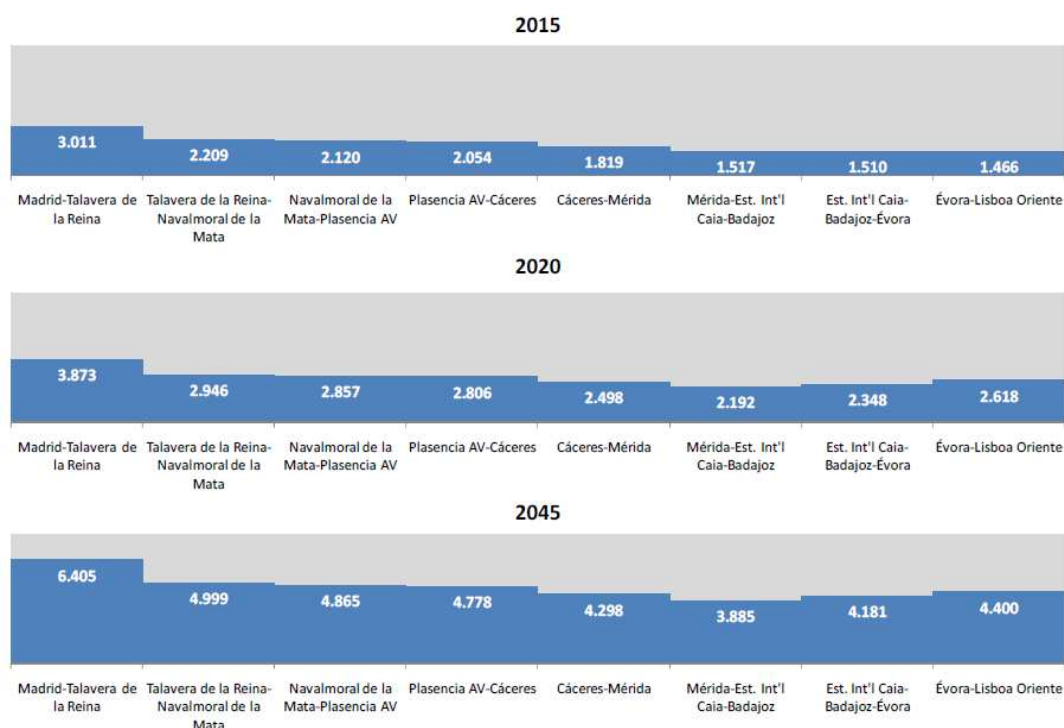 2015
3.011 2.209 2.120 2.054 1.819 1.517 1.510 1.466
Madrid-Talavera de Talavera de la Reina- Navalmoral de la Plasencia AV-Cáceres Cáceres-Mérida Mérida-Est. Int'l Est. Int'l Caia- Évora-Lisboa Oriente
la Reina Navalmoral de la Mata-Plasencia AV Caia-Badajoz Badajoz-Évora
Mata
2020
3.873 2.946 2.857 2.806 2.498 2.192 2.348 2.618
Madrid-Talavera de Talavera de la Reina- Navalmoral de la Plasencia AV-Cáceres Cáceres-Mérida Mérida-Est. Int'l Est. Int'l Caia- Évora-Lisboa Oriente
la Reina Navalmoral de la Mata-Plasencia AV Caia-Badajoz Badajoz-Évora
Mata
2045
6.405 4.999 4.865 4.778 4.298 3.885 4.181 4.400
Madrid-Talavera de Talavera de la Reina- Navalmoral de la Plasencia AV-Cáceres Cáceres-Mérida Mérida-Est. Int'l Est. Int'l Caia- Évora-Lisboa Oriente
la Reina Navalmoral de la Mata-Plasencia AV Caia-Badajoz Badajoz-Évora
Mata